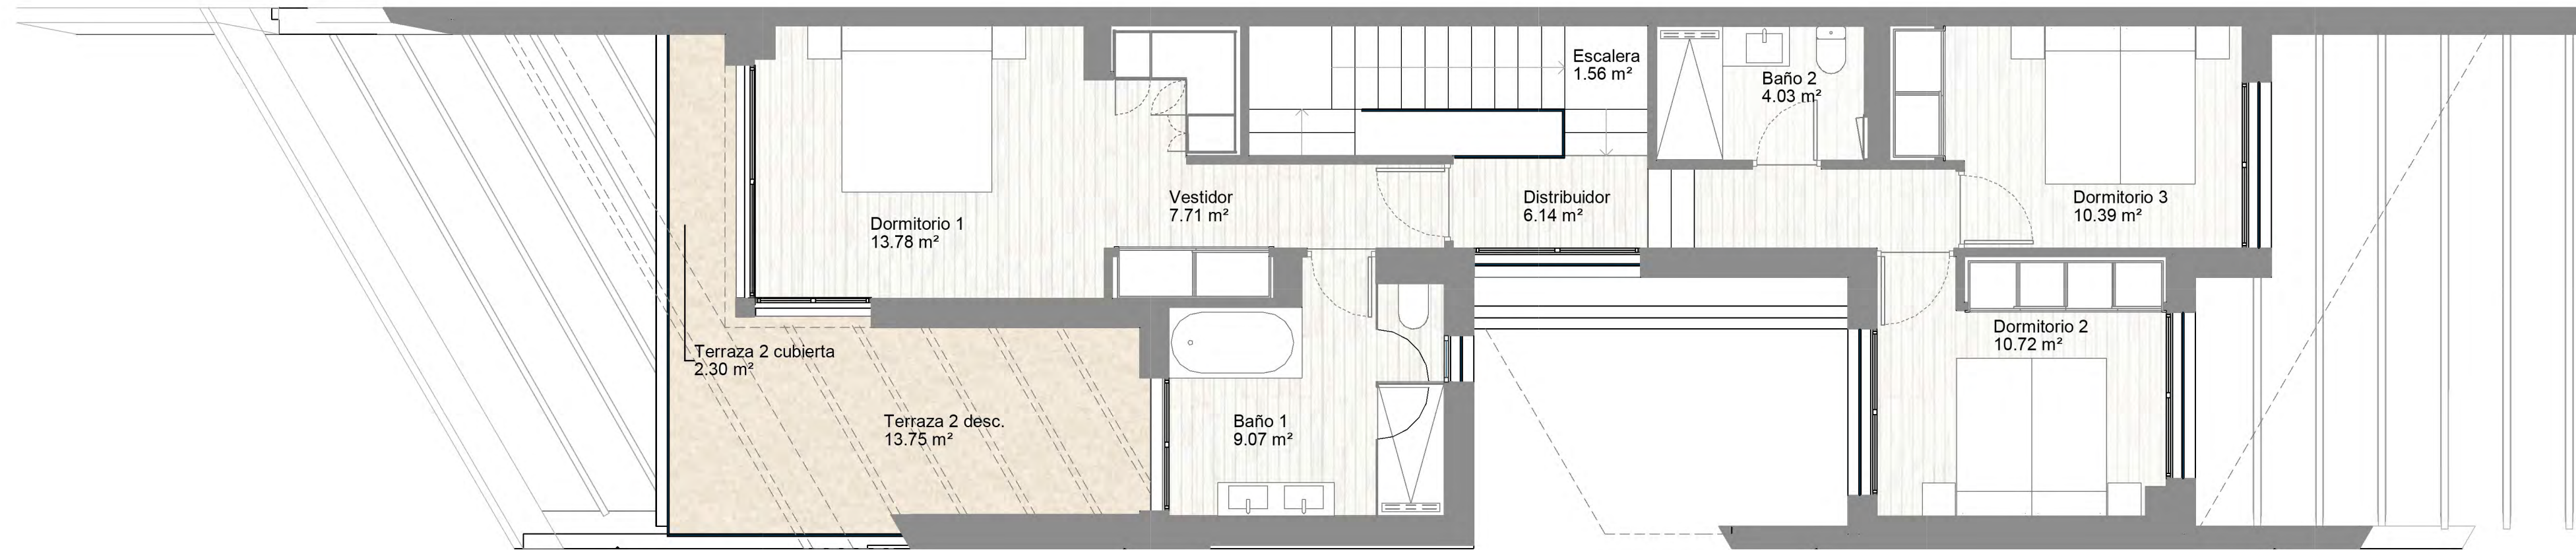 Escalera
1.56 m²
Baño 2
4.03 m²
Vestidor
7.71 m²
Distribuidor
6.14 m²
Dormitorio 3
10.39 m²
Dormitorio 1
13.78 m²
Dormitorio 2
10.72 m²
Terraza 2 cubierta
2.30 m²
Terraza 2 desc.
13.75 m²
Baño 1
9.07 m²